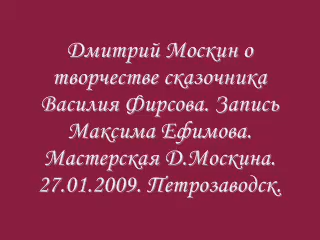 Дмитрий Москин о
творчестве сказочника
Василия Фирсова. Запись
Максима Ефимова.
Мастерская Д.Москина.
27.01.2009. Петрозаводск.